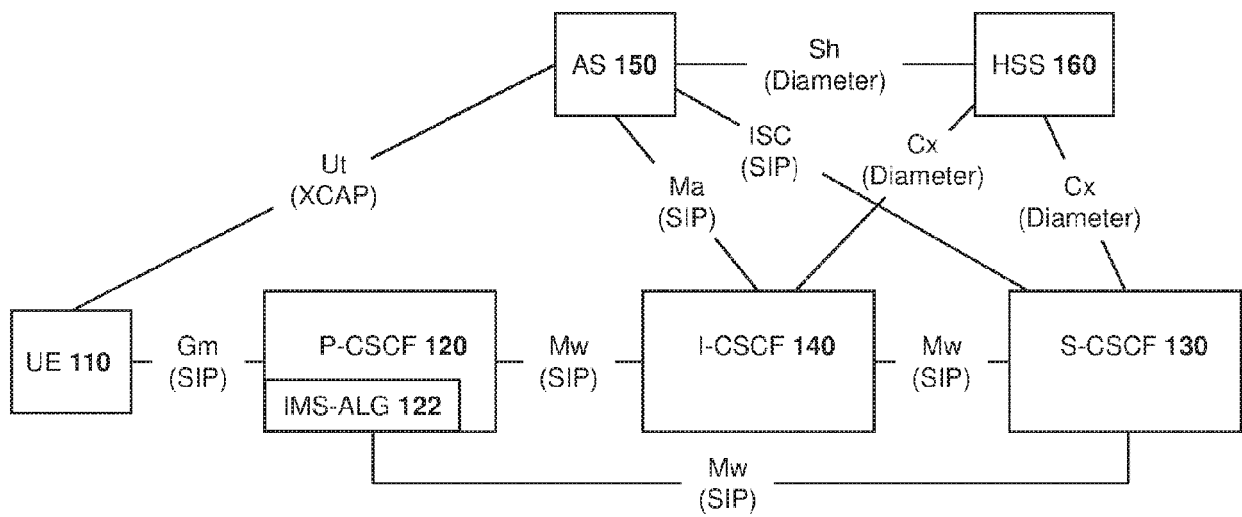 AS 150
Sh
(Diameter)
HSS 160
ISC
(SIP)
Cx
(Diameter)
Ut
(XCAP)
Ma
(SIP)
Cx
(Diameter)
UE 110
Gm
(SIP)
P-CSCF 120
IMS-ALG 122
Mw
(SIP)
I-CSCF 140
Mw
(SIP)
S-CSCF 130
Mw
(SIP)